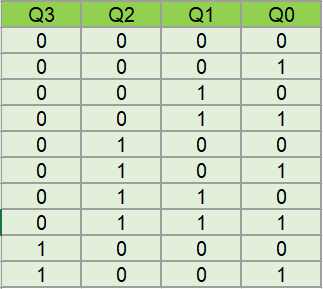 Q3 Q2 Q1 Q0
0 0 0 0
0 0 0 1
0 0 1 0
0 0 1 1
0 1 0 0
0 1 0 1
0 1 1 0
0 1 1 1
1 0 0 0
1 0 0 1